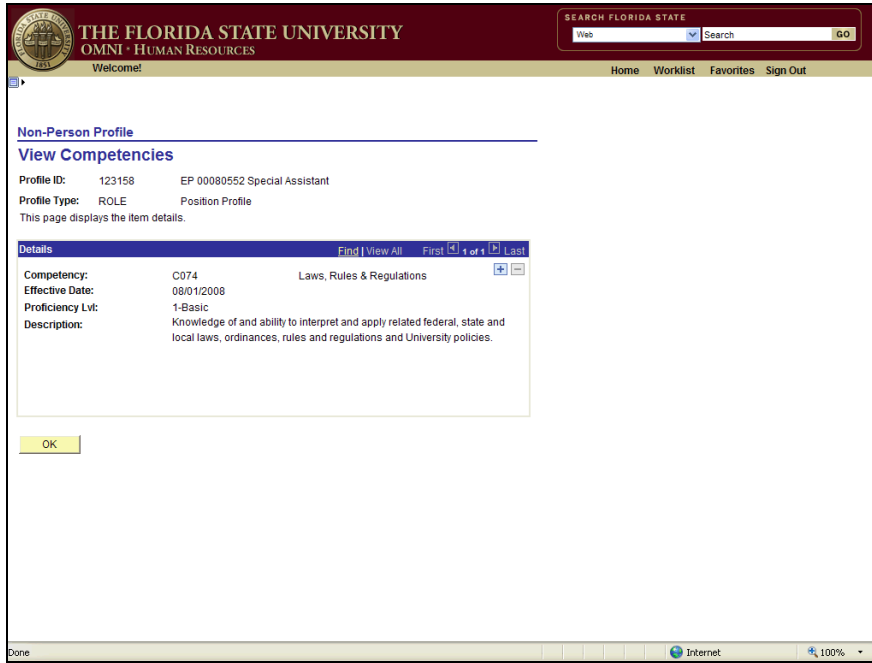 STATE UNI
1851
THE FLORIDA STATE UNIVERSITY
OMNI • HUMAN RESOURCES
SEARCH FLORIDA STATE
Web Search GO
Welcome! Home Worklist Favorites Sign Out
Non-Person Profile
View Competencies
Profile ID: 123158 EP 00080552 Special Assistant
Profile Type: ROLE Position Profile
This page displays the item details.
Details Find | View All First 1 of 1 Last
Competency: C074 Laws, Rules & Regulations
Effective Date: 08/01/2008
Proficiency Lvl: 1-Basic
Description: Knowledge of and ability to interpret and apply related federal, state and
local laws, ordinances, rules and regulations and University policies.
OK
Done Internet 100%